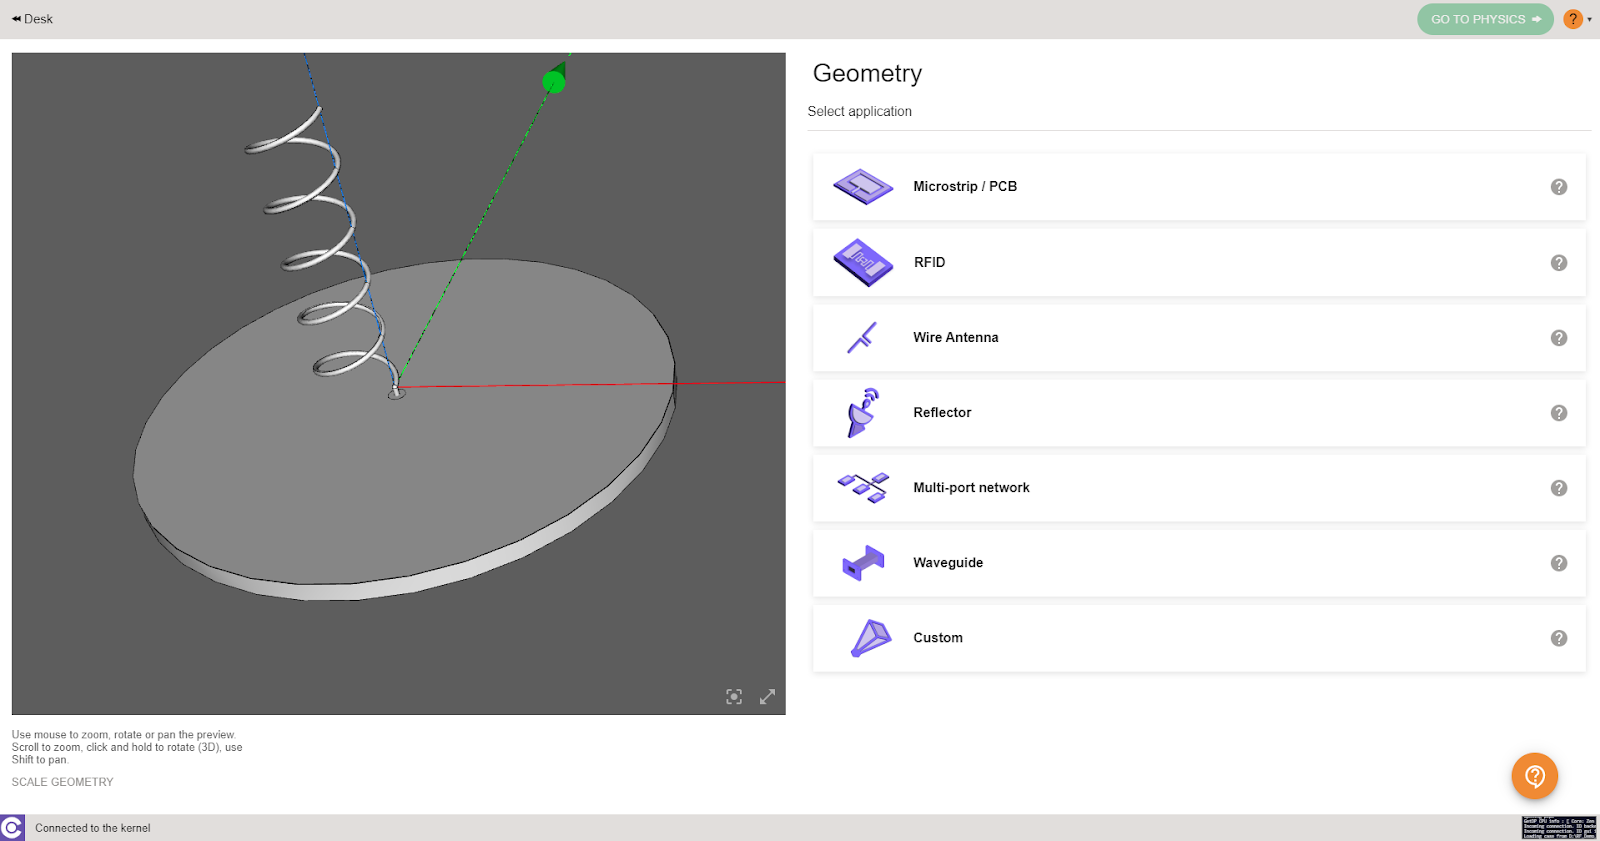 Desk
GO TO PHYSICS
?
Geometry
Select application
Microstrip / PCB
?
RFID
?
Wire Antenna
?
Reflector
?
Multi-port network
?
Waveguide
?
Custom
?
Use mouse to zoom, rotate or pan the preview.
Scroll to zoom, click and hold to rotate (3D), use
Shift to pan.
SCALE GEOMETRY
?
Connected to the kernel